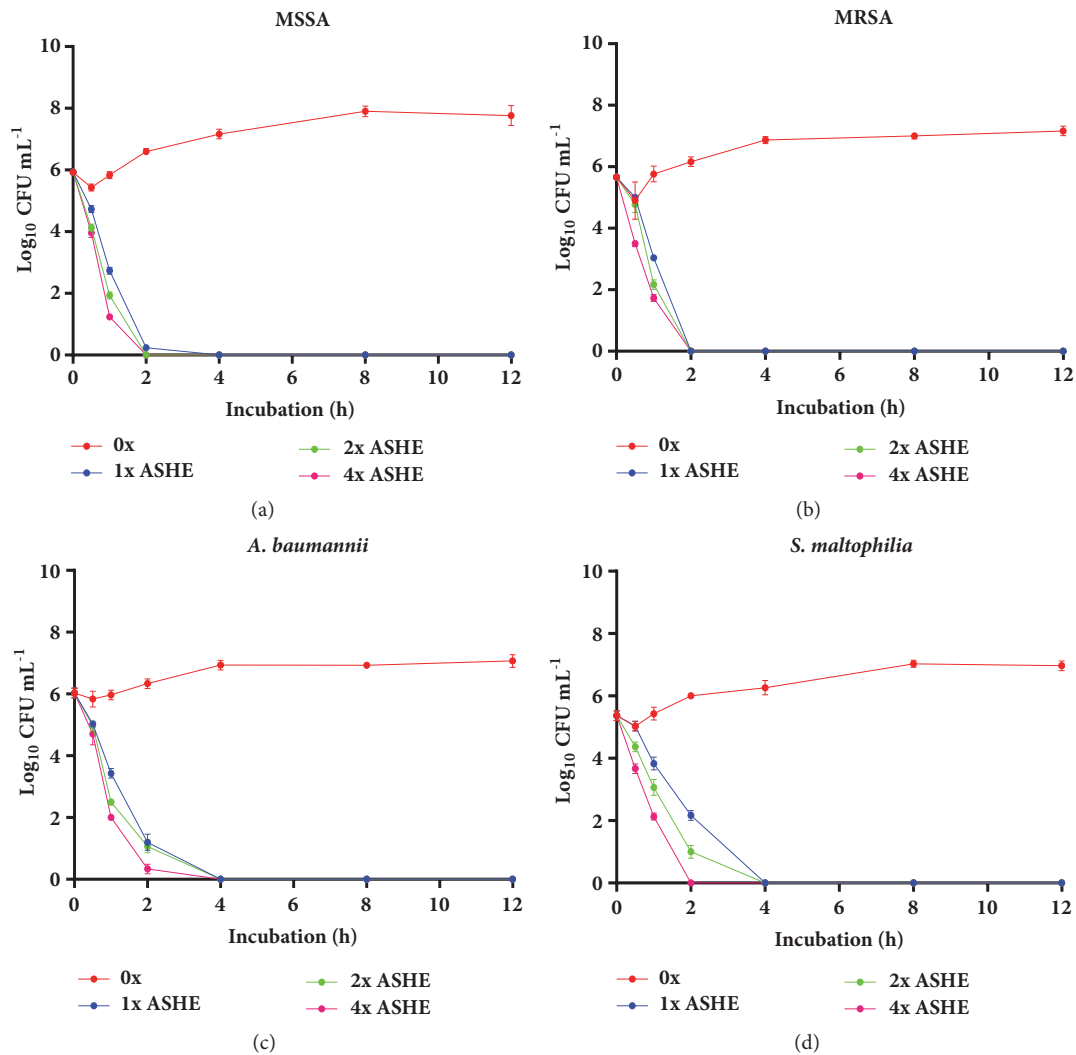 MSSA
Log₁₀ CFU mL⁻¹
10
8
6
4
2
0
0 2 4 6 8 10 12
Incubation (h)
0x 2x ASHE
1x ASHE 4x ASHE
(a)
MRSA
Log₁₀ CFU mL⁻¹
10
8
6
4
2
0
0 2 4 6 8 10 12
Incubation (h)
0x 2x ASHE
1x ASHE 4x ASHE
(b)
A. baumannii
Log₁₀ CFU mL⁻¹
10
8
6
4
2
0
0 2 4 6 8 10 12
Incubation (h)
0x 2x ASHE
1x ASHE 4x ASHE
(c)
S. maltophilia
Log₁₀ CFU mL⁻¹
10
8
6
4
2
0
0 2 4 6 8 10 12
Incubation (h)
0x 2x ASHE
1x ASHE 4x ASHE
(d)